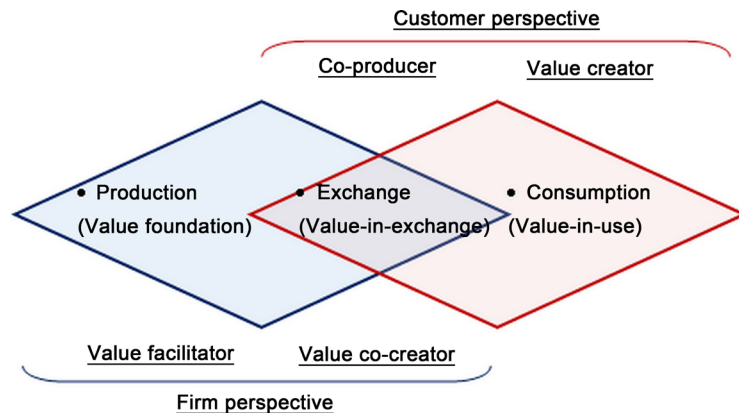 Customer perspective
Co-producer Value creator
• Production • Exchange • Consumption
(Value foundation) (Value-in-exchange) (Value-in-use)
Value facilitator Value co-creator
Firm perspective